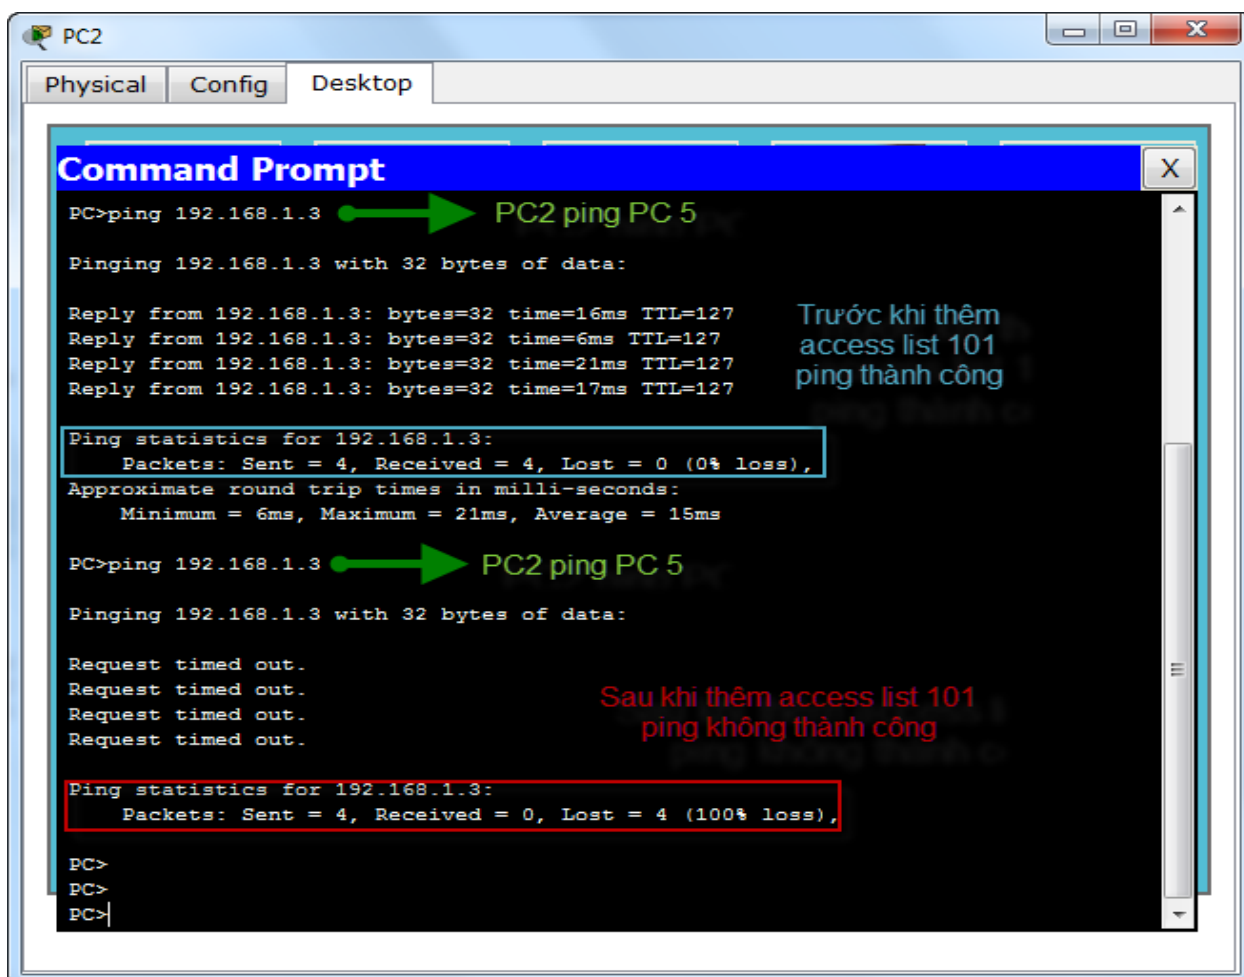 PC2
Physical Config Desktop
Command Prompt X
PC>ping 192.168.1.3 PC2 ping PC 5
Pinging 192.168.1.3 with 32 bytes of data:
Reply from 192.168.1.3: bytes=32 time=16ms TTL=127
Reply from 192.168.1.3: bytes=32 time=6ms TTL=127
Reply from 192.168.1.3: bytes=32 time=21ms TTL=127
Reply from 192.168.1.3: bytes=32 time=17ms TTL=127
Trước khi thêm
access list 101
ping thành công
Ping statistics for 192.168.1.3:
Packets: Sent = 4, Received = 4, Lost = 0 (0% loss),
Approximate round trip times in milli-seconds:
Minimum = 6ms, Maximum = 21ms, Average = 15ms
PC>ping 192.168.1.3 PC2 ping PC 5
Pinging 192.168.1.3 with 32 bytes of data:
Request timed out.
Request timed out.
Request timed out.
Request timed out.
Sau khi thêm access list 101
ping không thành công
Ping statistics for 192.168.1.3:
Packets: Sent = 4, Received = 0, Lost = 4 (100% loss),
PC>
PC>
PC>